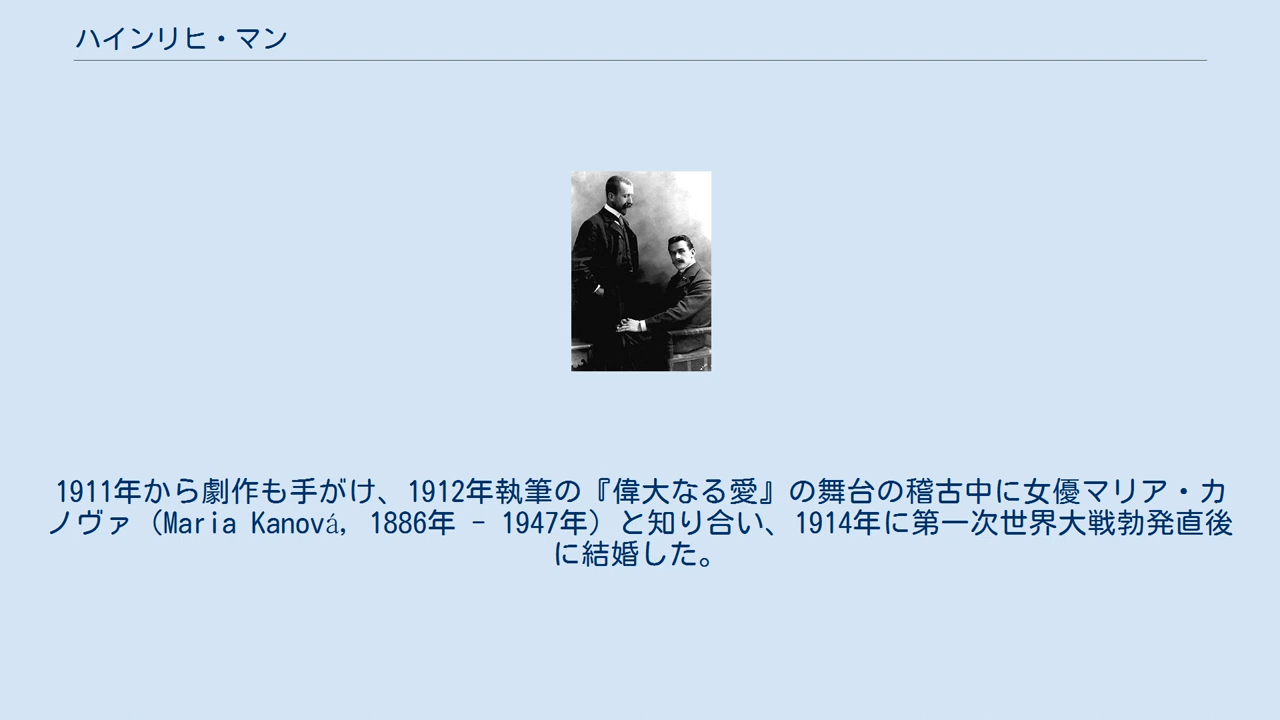 ハインリヒ・マン
1911年から劇作も手がけ、1912年執筆の『偉大なる愛』の舞台の稽古中に女優マリア・カ
ノヴァ（Maria Kanová, 1886年 - 1947年）と知り合い、1914年に第一次世界大戦勃発直後
に結婚した。